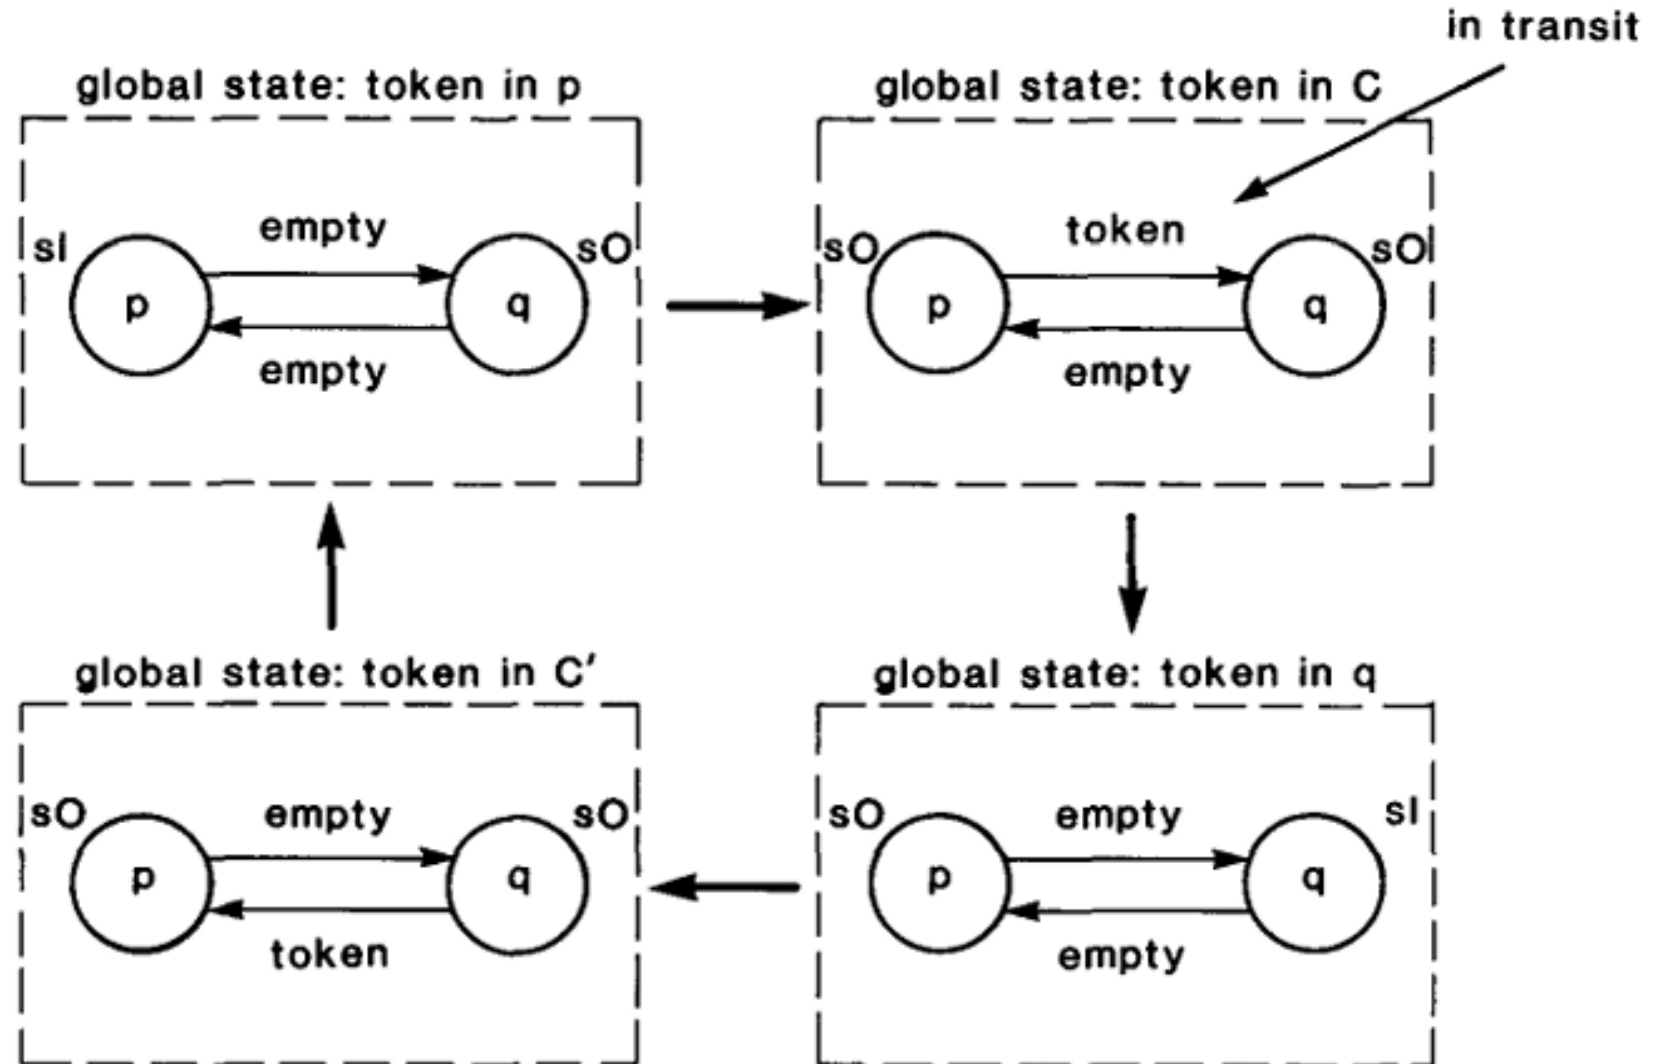 in transit
global state: token in p
global state: token in C
sI
empty
sO
p
q
empty
sO
token
sO
p
q
empty
global state: token in C′
global state: token in q
sO
empty
sO
p
q
token
sO
empty
sI
p
q
empty